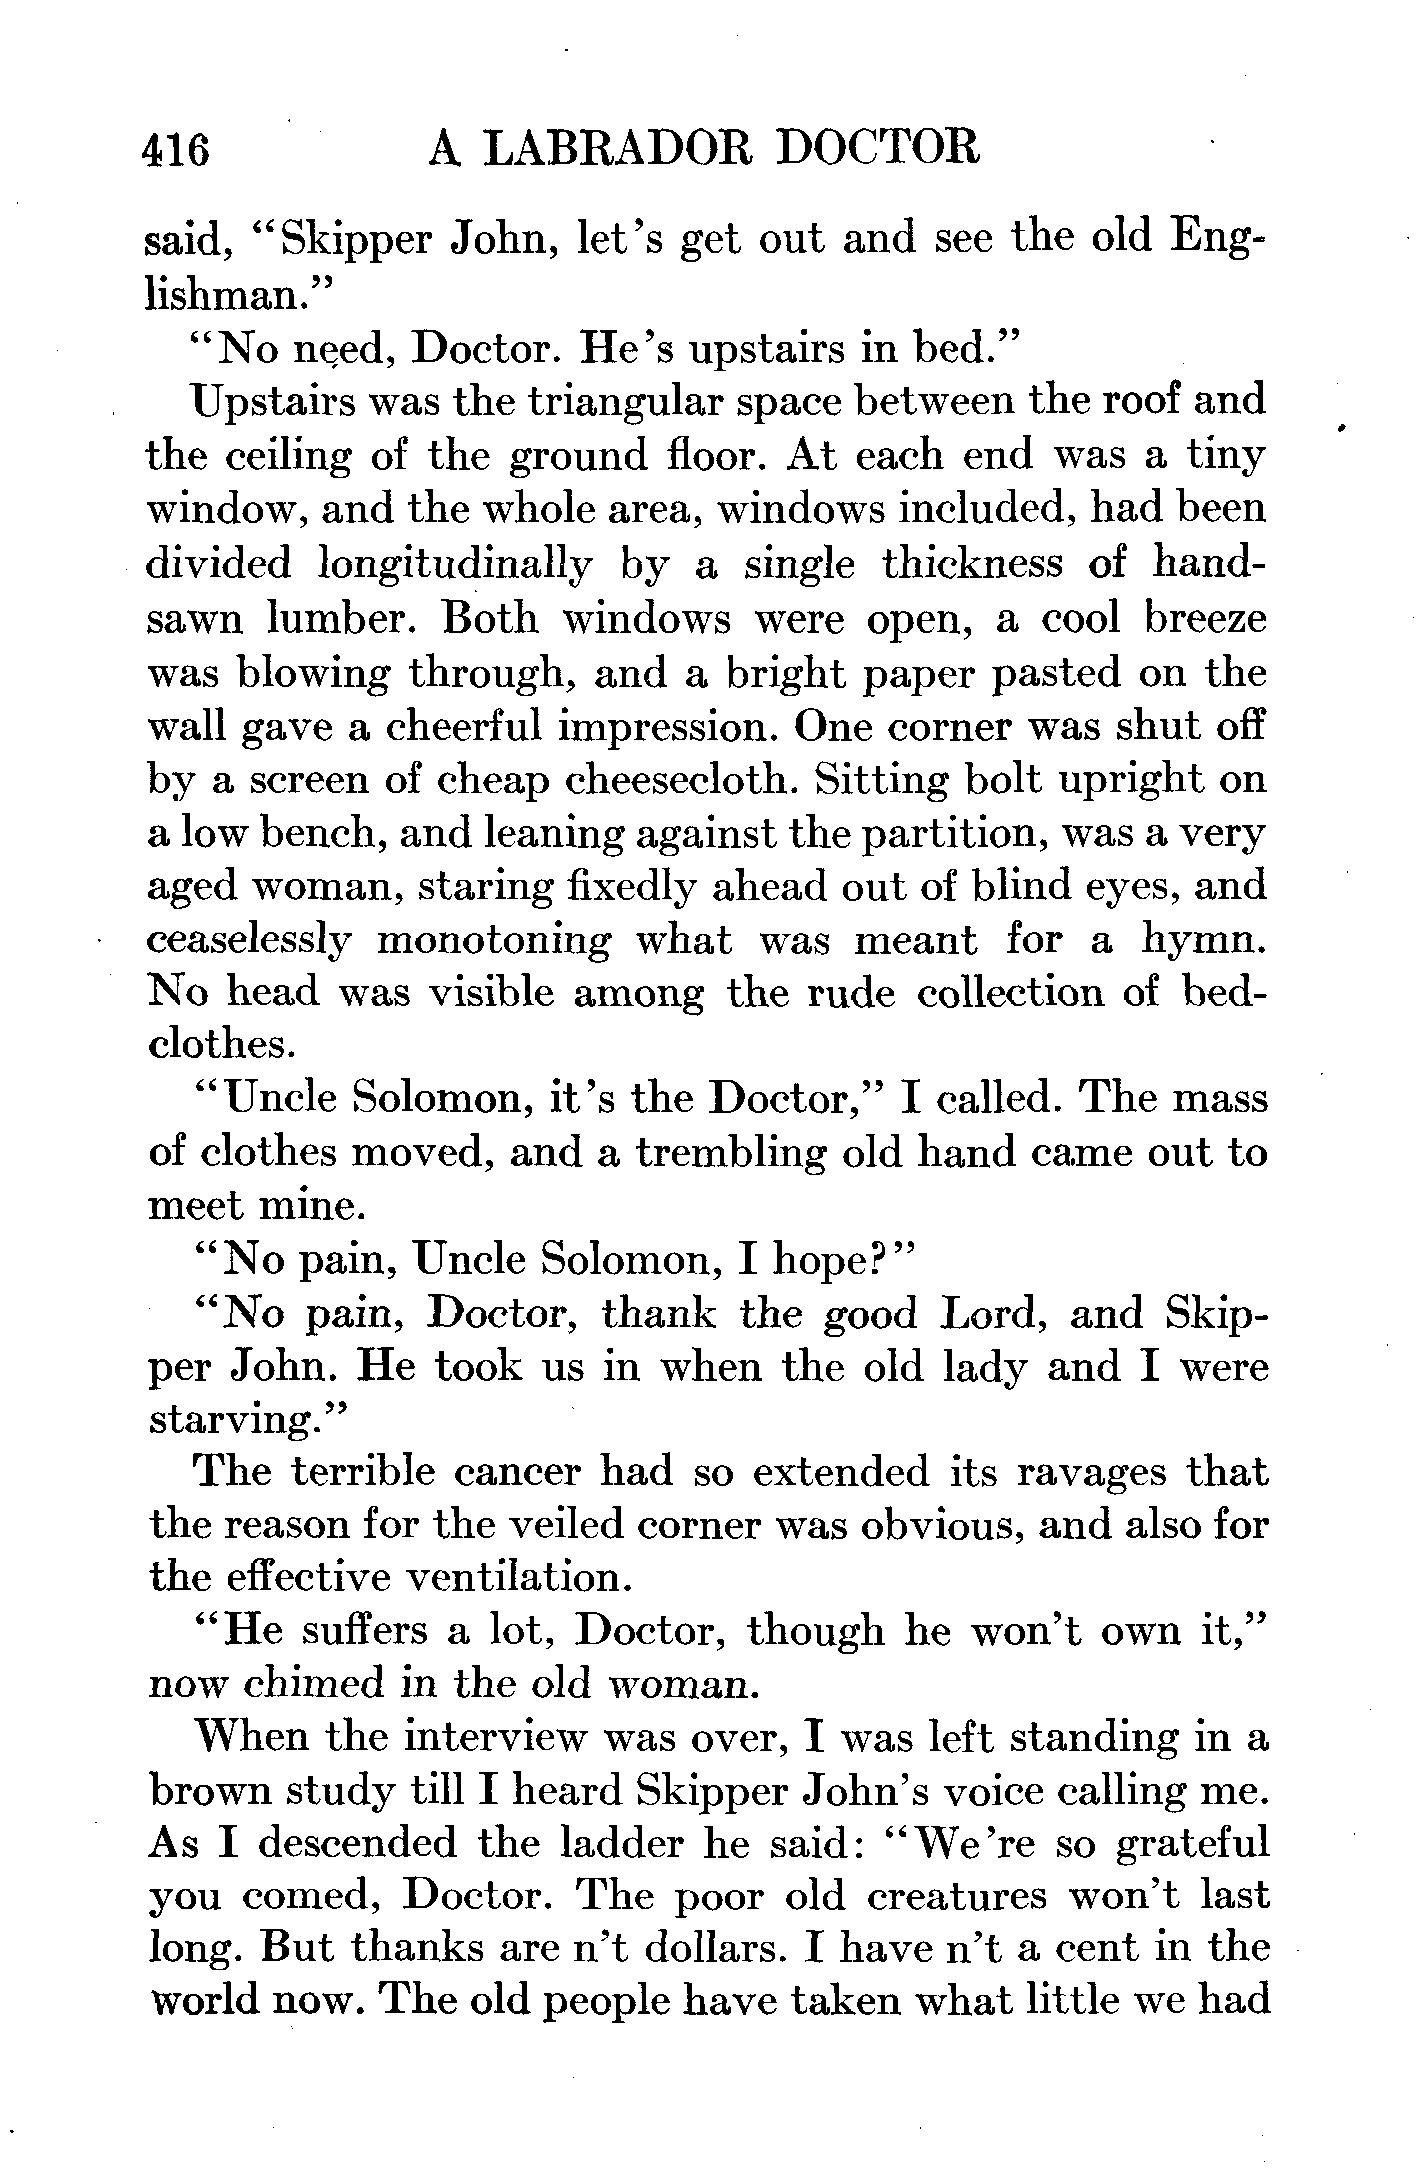 416 A LABRADOR DOCTOR
said, "Skipper John, let's get out and see the old Eng-
lishman."
"No need, Doctor. He's upstairs in bed."
Upstairs was the triangular space between the roof and
the ceiling of the ground floor. At each end was a tiny
window, and the whole area, windows included, had been
divided longitudinally by a single thickness of hand-
sawn lumber. Both windows were open, a cool breeze
was blowing through, and a bright paper pasted on the
wall gave a cheerful impression. One corner was shut off
by a screen of cheap cheesecloth. Sitting bolt upright on
a low bench, and leaning against the partition, was a very
aged woman, staring fixedly ahead out of blind eyes, and
ceaselessly monotoning what was meant for a hymn.
No head was visible among the rude collection of bed-
clothes.
"Uncle Solomon, it's the Doctor," I called. The mass
of clothes moved, and a trembling old hand came out to
meet mine.
"No pain, Uncle Solomon, I hope?"
"No pain, Doctor, thank the good Lord, and Skip-
per John. He took us in when the old lady and I were
starving."
The terrible cancer had so extended its ravages that
the reason for the veiled corner was obvious, and also for
the effective ventilation.
"He suffers a lot, Doctor, though he won't own it,"
now chimed in the old woman.
When the interview was over, I was left standing in a
brown study till I heard Skipper John's voice calling me.
As I descended the ladder he said: "We're so grateful
you comed, Doctor. The poor old creatures won't last
long. But thanks are n't dollars. I have n't a cent in the
world now. The old people have taken what little we had